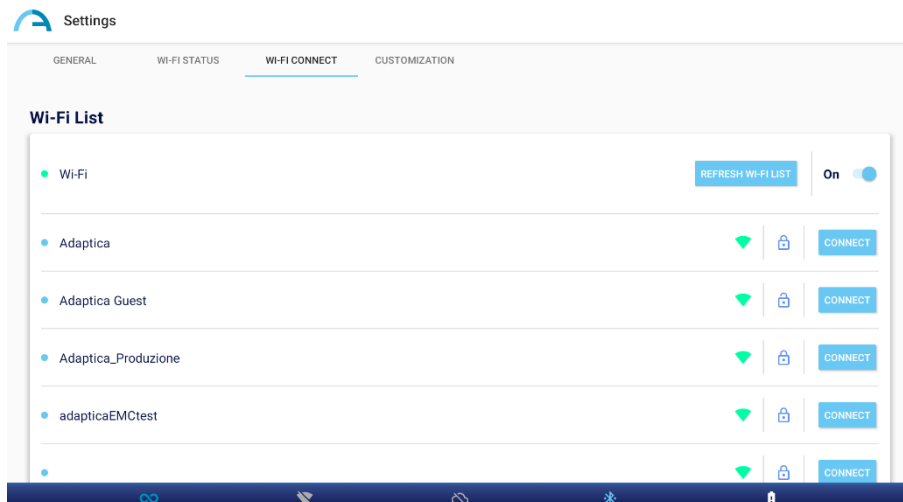 Settings
GENERAL WI-FI STATUS WI-FI CONNECT CUSTOMIZATION
Wi-Fi List
Wi-Fi REFRESH WI-FI LIST On
Adaptica CONNECT
Adaptica Guest CONNECT
Adaptica_Produzione CONNECT
adapticaEMCtest CONNECT
CONNECT